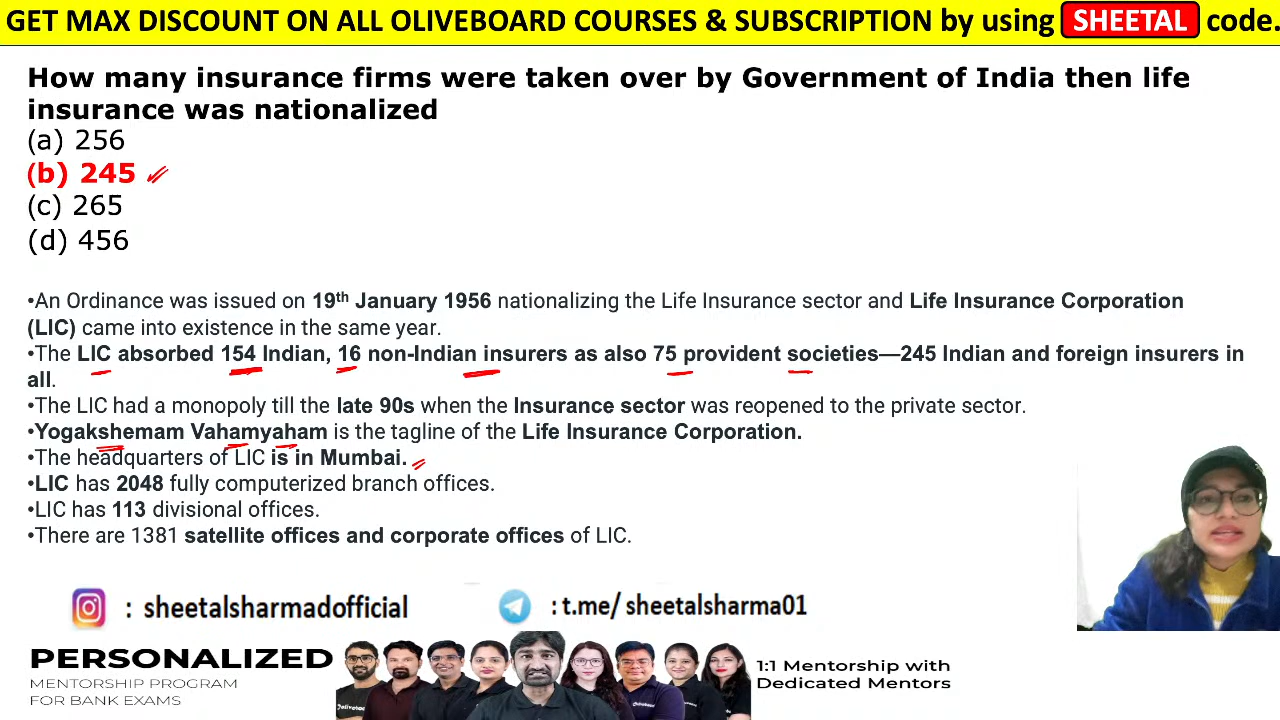 GET MAX DISCOUNT ON ALL OLIVEBOARD COURSES & SUBSCRIPTION by using SHEETAL code.
How many insurance firms were taken over by Government of India then life
insurance was nationalized
(a) 256
(b) 245
(c) 265
(d) 456
•An Ordinance was issued on 19th January 1956 nationalizing the Life Insurance sector and Life Insurance Corporation
(LIC) came into existence in the same year.
•The LIC absorbed 154 Indian, 16 non-Indian insurers as also 75 provident societies—245 Indian and foreign insurers in
all.
•The LIC had a monopoly till the late 90s when the Insurance sector was reopened to the private sector.
•Yogakshemam Vahamyaham is the tagline of the Life Insurance Corporation.
•The headquarters of LIC is in Mumbai.
•LIC has 2048 fully computerized branch offices.
•LIC has 113 divisional offices.
•There are 1381 satellite offices and corporate offices of LIC.
: sheetalsharmadofficial
: t.me/ sheetalsharma01
PERSONALIZED
MENTORSHIP PROGRAM
FOR BANK EXAMS
1:1 Mentorship with
Dedicated Mentors